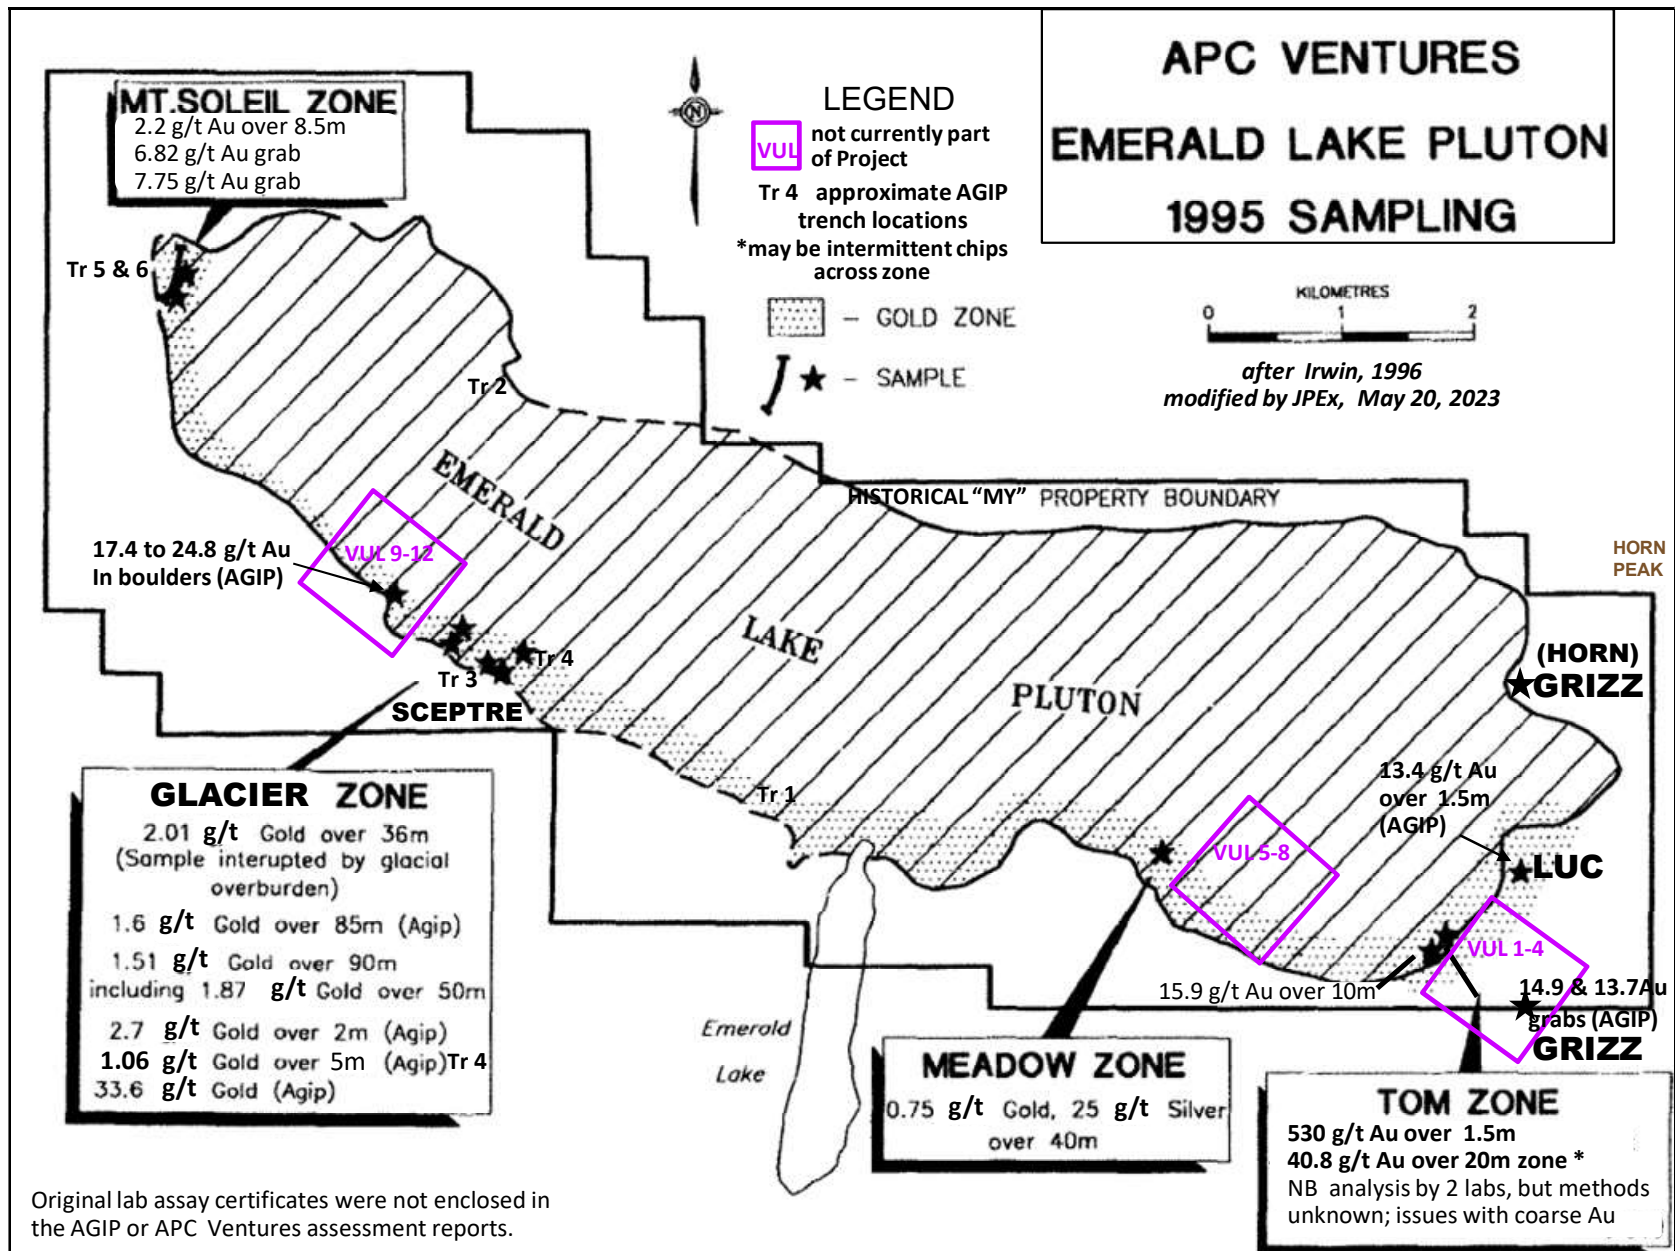 APC VENTURES
EMERALD LAKE PLUTON
1995 SAMPLING
MT.SOLEIL ZONE
2.2 g/t Au over 8.5m
6.82 g/t Au grab
7.75 g/t Au grab
N
LEGEND
VUL
not currently part
of Project
Tr 4 approximate AGIP
trench locations
*may be intermittent chips
across zone
– GOLD ZONE
– SAMPLE
KILOMETRES
0 1 2
after Irwin, 1996
modified by JPEx, May 20, 2023
Tr 5 & 6
Tr 2
EMERALD
LAKE
PLUTON
HISTORICAL “MY” PROPERTY BOUNDARY
HORN
PEAK
17.4 to 24.8 g/t Au
In boulders (AGIP)
VUL 9-12
Tr 4
Tr 3
SCEPTRE
(HORN)
GRIZZ
Tr 1
13.4 g/t Au
over 1.5m
(AGIP)
VUL 5-8
LUC
VUL 1-4
15.9 g/t Au over 10m
14.9 & 13.7Au
grabs (AGIP)
GRIZZ
GLACIER ZONE
2.01 g/t Gold over 36m
(Sample interupted by glacial
overburden)
1.6 g/t Gold over 85m (Agip)
1.51 g/t Gold over 90m
including 1.87 g/t Gold over 50m
2.7 g/t Gold over 2m (Agip)
1.06 g/t Gold over 5m (Agip)Tr 4
33.6 g/t Gold (Agip)
Emerald
Lake
MEADOW ZONE
0.75 g/t Gold, 25 g/t Silver
over 40m
TOM ZONE
530 g/t Au over 1.5m
40.8 g/t Au over 20m zone *
NB analysis by 2 labs, but methods
unknown; issues with coarse Au
Original lab assay certificates were not enclosed in
the AGIP or APC Ventures assessment reports.